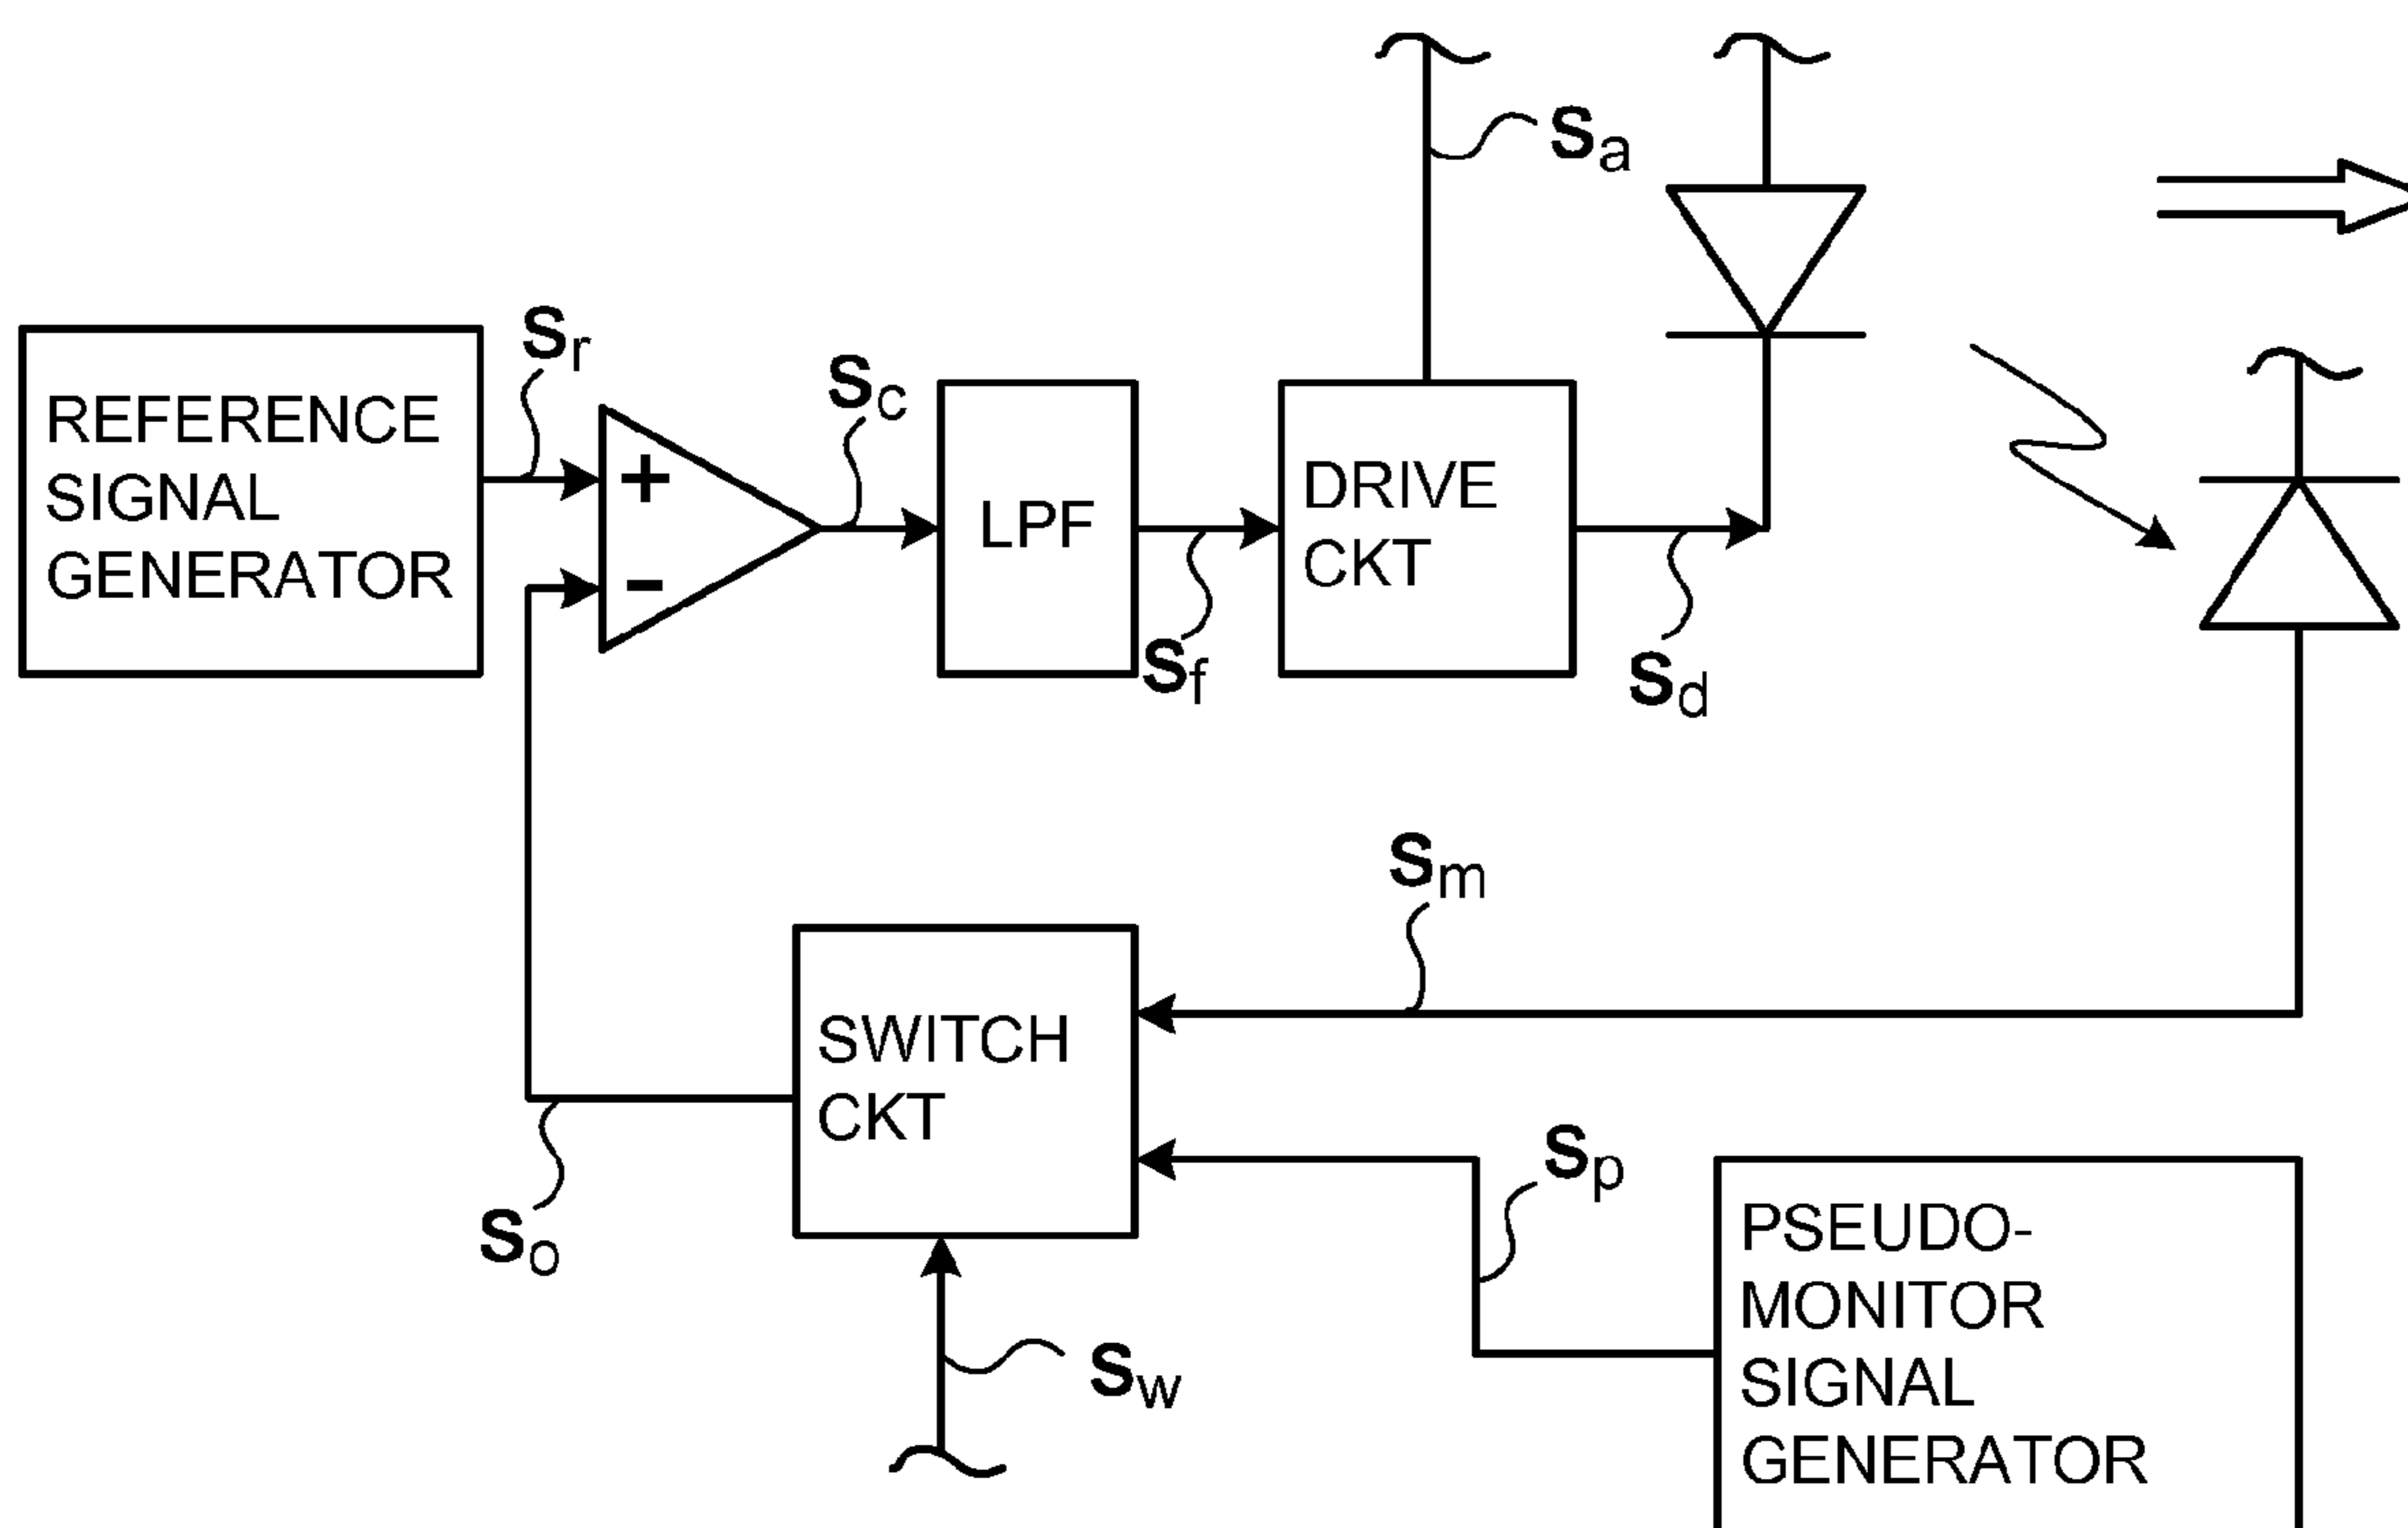 Sa
Sr
REFERENCE
SIGNAL
GENERATOR
+
-
Sc
LPF
Sf
DRIVE
CKT
Sd
Sm
SWITCH
CKT
So
Sp
Sw
PSEUDO-
MONITOR
SIGNAL
GENERATOR